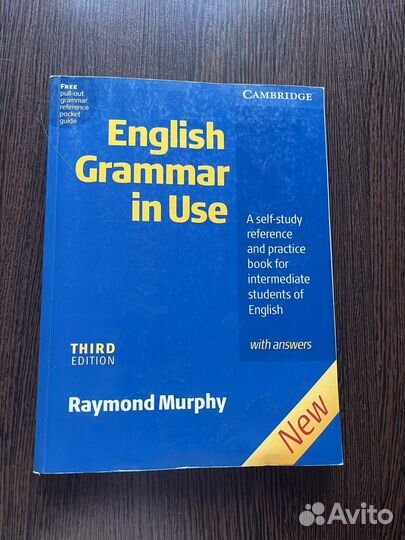 FREE
pull-out
grammar
reference
pocket
guide
CAMBRIDGE
English
Grammar
in Use
A self-study
reference
and practice
book for
intermediate
students of
English
with answers
THIRD
EDITION
Raymond Murphy
New
Avito